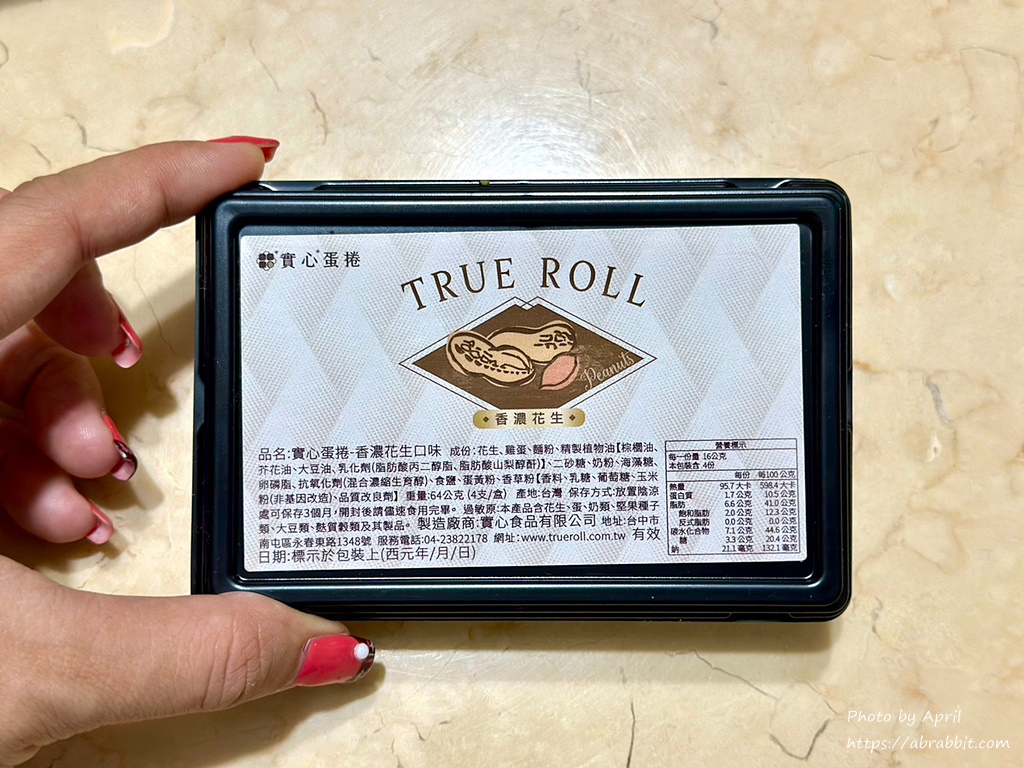 實心蛋捲
TRUE ROLL
Peanuts
香濃花生
品名:實心蛋捲-香濃花生口味 成份:花生、雞蛋、麵粉、精製植物油【棕櫚油、
芥花油、大豆油、乳化劑(脂肪酸丙二醇脂、脂肪酸山梨醇酐)】、二砂糖、奶粉、海藻糖、
卵磷脂、抗氧化劑(混合濃縮生育醇)、食鹽、蛋黃粉、香草粉【香料、乳糖、葡萄糖、玉米
粉(非基因改造)、品質改良劑】 重量:64公克 (4支/盒) 產地:台灣 保存方式:放置陰涼
處可保存3個月,開封後請儘速食用完畢。 過敏原:本產品含花生、蛋、奶類、堅果種子
類、大豆類、麩質穀類及其製品。 製造廠商:實心食品有限公司 地址:台中市
南屯區永春東路1348號 服務電話:04-23822178 網址:www.trueroll.com.tw 有效
日期:標示於包裝上(西元年/月/日)
營養標示
每一份量 16公克
本包裝含 4份
每份 每100公克
熱量 95.7 大卡 598.4 大卡
蛋白質 1.7 公克 10.5 公克
脂肪 6.6 公克 41.0 公克
飽和脂肪 2.0 公克 12.3 公克
反式脂肪 0.0 公克 0.0 公克
碳水化合物 7.1 公克 44.6 公克
糖 3.3 公克 20.4 公克
鈉 21.1 毫克 132.1 毫克
Photo by April
https://abrabbit.com